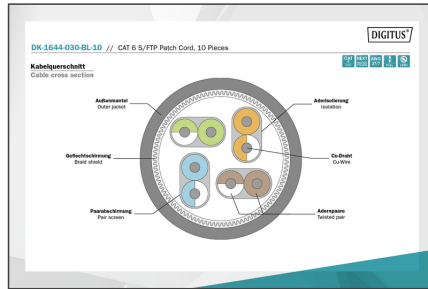 DIGITUS®
DK-1644-030-BL-10 // CAT 6 S/FTP Patch Cord, 10 Pieces
Kabelquerschnitt
Cable cross section
Außenmantel
Outer jacket
Aderisolierung
Isolation
Geflechtschirmung
Braid shield
Cu-Draht
Cu-Wire
Paarabschirmung
Pair screen
Adernpaare
Twisted pair